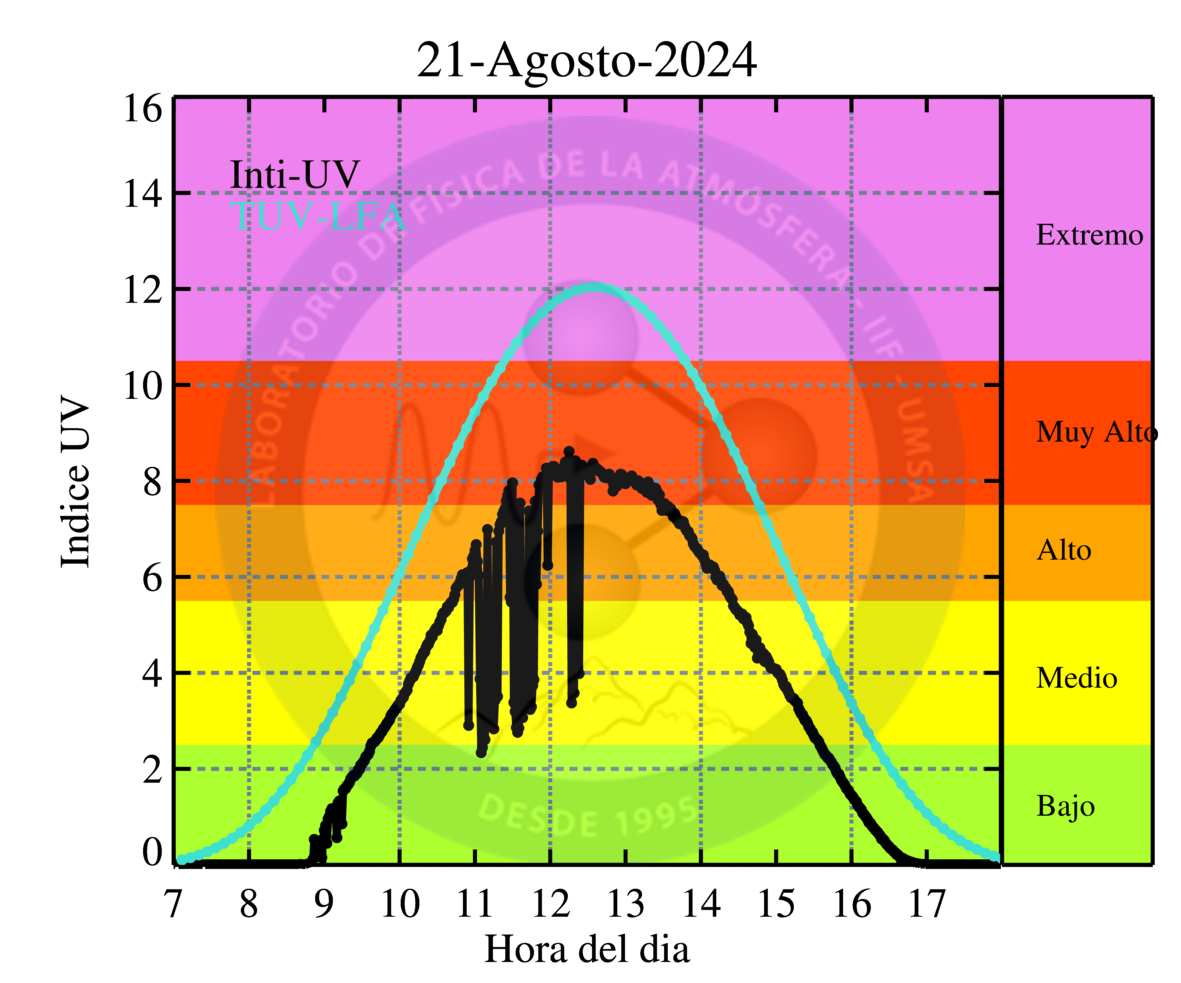 21-Agosto-2024
16
14
12
10
8
6
4
2
0
Indice UV
Inti-UV
TUV-LFA
LABORATORIO DE FÍSICA DE LA ATMÓSFERA - IIF - UMSA
DESDE 1995
Extremo
Muy Alto
Alto
Medio
Bajo
7 8 9 10 11 12 13 14 15 16 17
Hora del dia